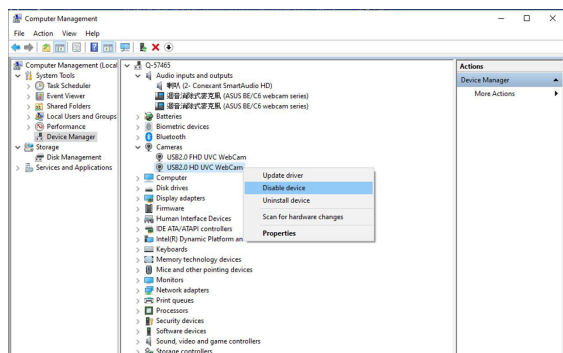 Computer Management
File Action View Help
Computer Management (Local
System Tools
Task Scheduler
Event Viewer
Shared Folders
Local Users and Groups
Performance
Device Manager
Storage
Disk Management
Services and Applications
Q-57465
Audio inputs and outputs
喇叭 (2- Conexant SmartAudio HD)
(ASUS BE/C6 webcam series)
(ASUS BE/C6 webcam series)
Batteries
Biometric devices
Bluetooth
Cameras
USB2.0 FHD UVC WebCam
USB2.0 HD UVC WebCam
Computer
Disk drives
Display adapters
Firmware
Human Interface Devices
IDE ATA/ATAPI controllers
Intel(R) Dynamic Platform an
Keyboards
Memory technology devices
Mice and other pointing devices
Monitors
Network adapters
Print queues
Processors
Security devices
Software devices
Sound, video and game controllers
Storage controllers
Update driver
Disable device
Uninstall device
Scan for hardware changes
Properties
Actions
Device Manager
More Actions